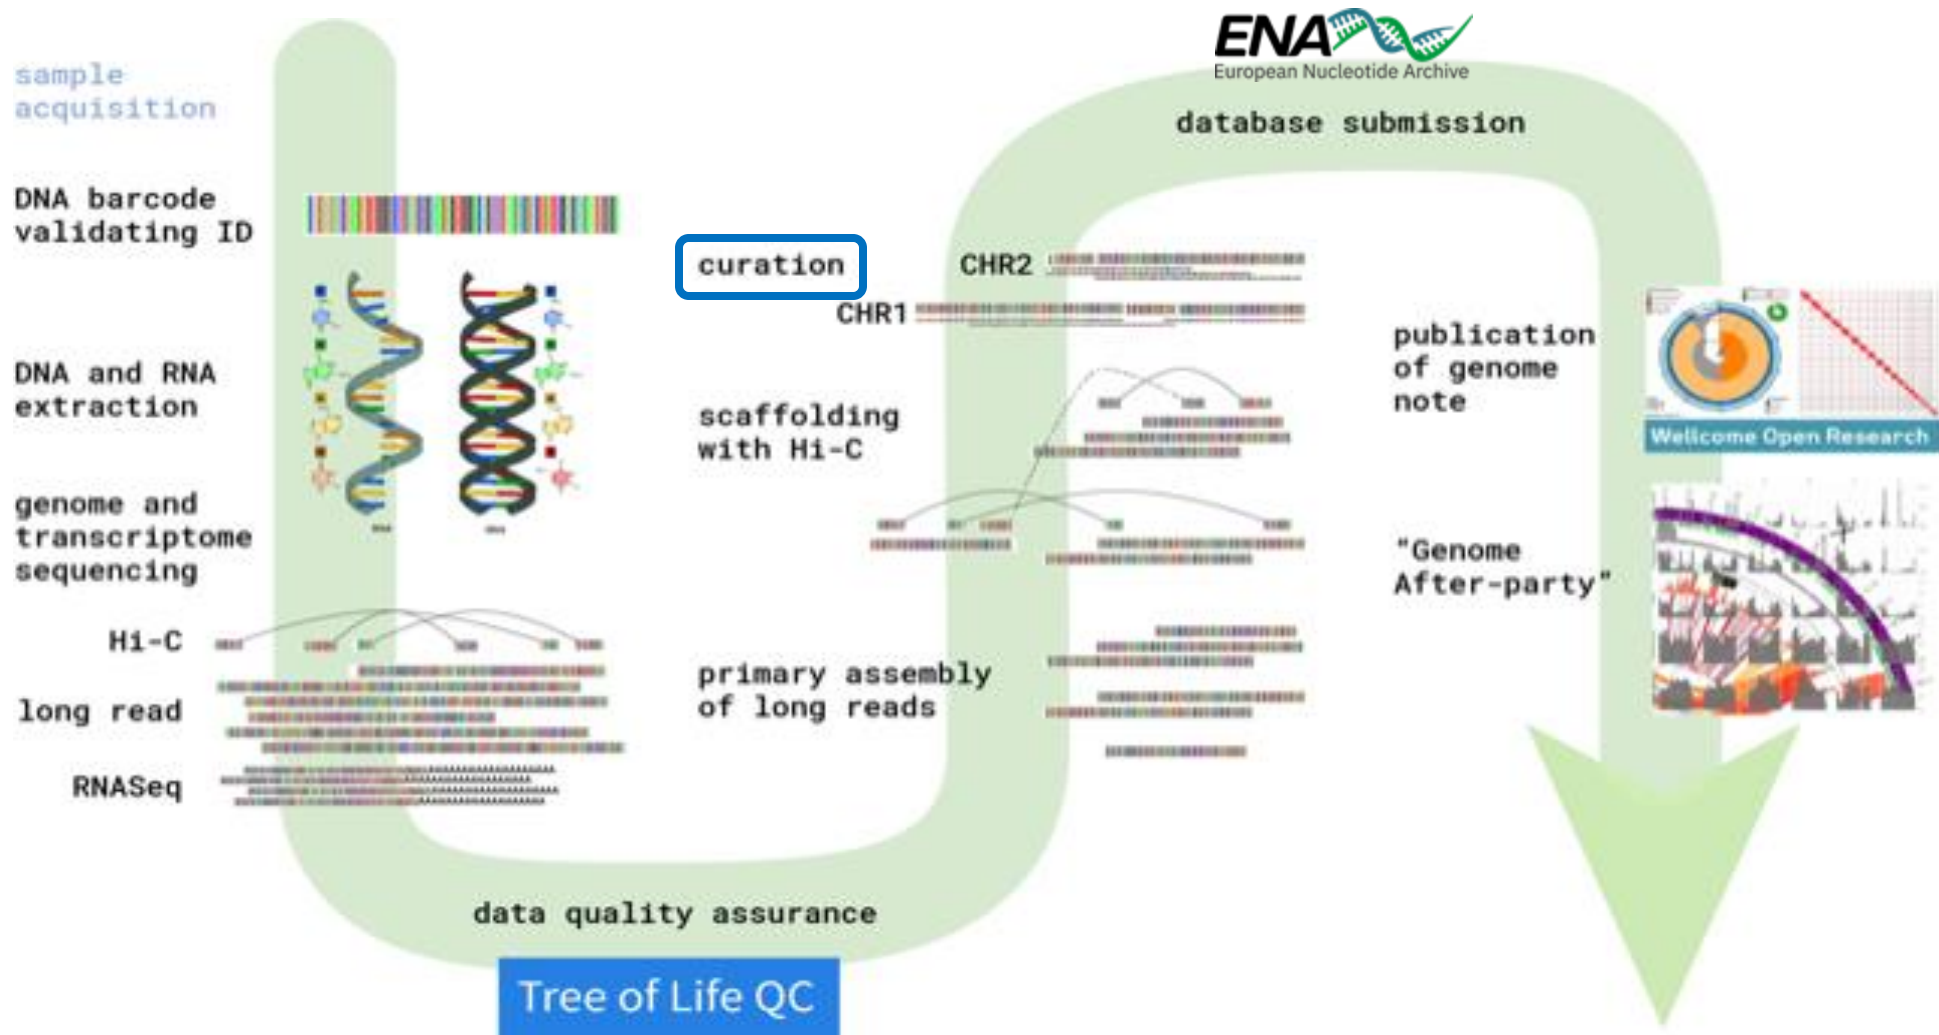 sample
acquisition
DNA barcode
validating ID
DNA and RNA
extraction
genome and
transcriptome
sequencing
Hi-C
long read
RNASeq
data quality assurance
Tree of Life QC
primary assembly
of long reads
scaffolding
with Hi-C
curation
CHR2
CHR1
ENA
European Nucleotide Archive
database submission
publication
of genome
note
Wellcome Open Research
"Genome
After-party"